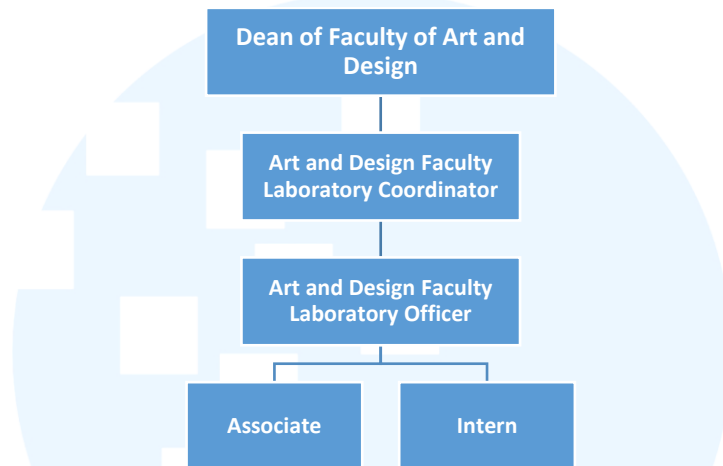 Dean of Faculty of Art and
Design
Art and Design Faculty
Laboratory Coordinator
Art and Design Faculty
Laboratory Officer
Associate
Intern